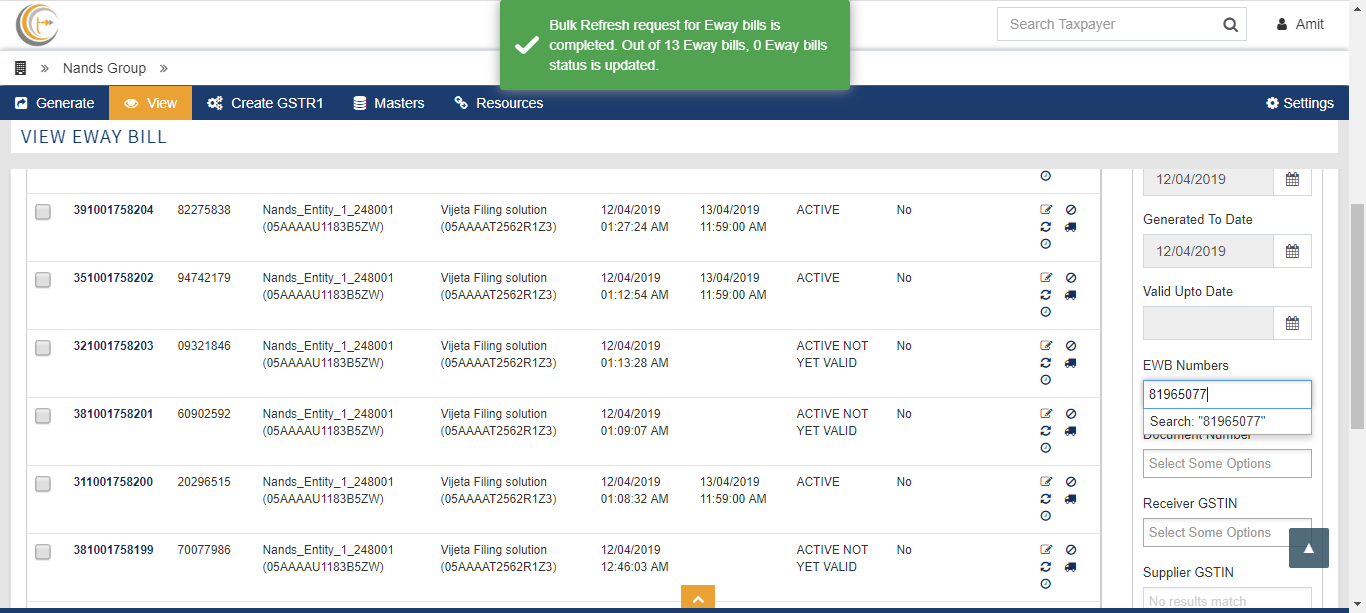 Bulk Refresh request for Eway bills is
completed. Out of 13 Eway bills, 0 Eway bills
status is updated.
Search Taxpayer
Amit
» Nands Group »
Generate View Create GSTR1 Masters Resources Settings
VIEW EWAY BILL
391001758204 82275838 Nands_Entity_1_248001 Vijeta Filing solution 12/04/2019 13/04/2019 ACTIVE No
(05AAAAU1183B5ZW) (05AAAAT2562R1Z3) 01:27:24 AM 11:59:00 AM
351001758202 94742179 Nands_Entity_1_248001 Vijeta Filing solution 12/04/2019 13/04/2019 ACTIVE No
(05AAAAU1183B5ZW) (05AAAAT2562R1Z3) 01:12:54 AM 11:59:00 AM
321001758203 09321846 Nands_Entity_1_248001 Vijeta Filing solution 12/04/2019 ACTIVE NOT No
(05AAAAU1183B5ZW) (05AAAAT2562R1Z3) 01:13:28 AM YET VALID
381001758201 60902592 Nands_Entity_1_248001 Vijeta Filing solution 12/04/2019 ACTIVE NOT No
(05AAAAU1183B5ZW) (05AAAAT2562R1Z3) 01:09:07 AM YET VALID
311001758200 20296515 Nands_Entity_1_248001 Vijeta Filing solution 12/04/2019 13/04/2019 ACTIVE No
(05AAAAU1183B5ZW) (05AAAAT2562R1Z3) 01:08:32 AM 11:59:00 AM
381001758199 70077986 Nands_Entity_1_248001 Vijeta Filing solution 12/04/2019 ACTIVE NOT No
(05AAAAU1183B5ZW) (05AAAAT2562R1Z3) 12:46:03 AM YET VALID
12/04/2019
Generated To Date
12/04/2019
Valid Upto Date
EWB Numbers
81965077
Search: "81965077"
Document Number
Select Some Options
Receiver GSTIN
Select Some Options
Supplier GSTIN
No results match